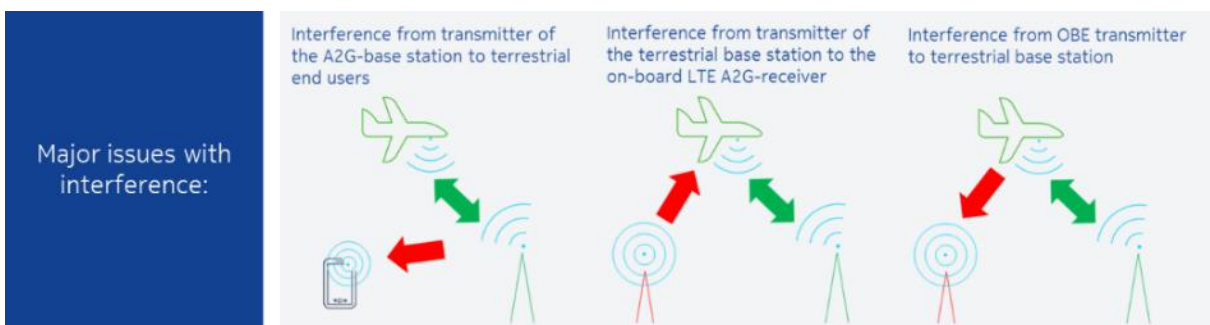 Major issues with
interference:
Interference from transmitter of
the A2G-base station to terrestrial
end users
Interference from transmitter of
the terrestrial base station to the
on-board LTE A2G-receiver
Interference from OBE transmitter
to terrestrial base station